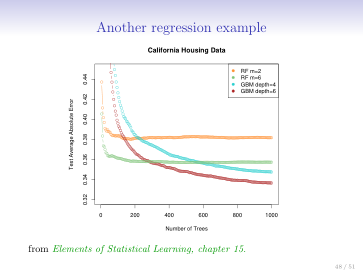 Another regression example
California Housing Data
RF m=2
RF m=6
GBM depth=4
GBM depth=6
Test Average Absolute Error
0.32 0.34 0.36 0.38 0.40 0.42 0.44
0 200 400 600 800 1000
Number of Trees
from Elements of Statistical Learning, chapter 15.
48 / 51